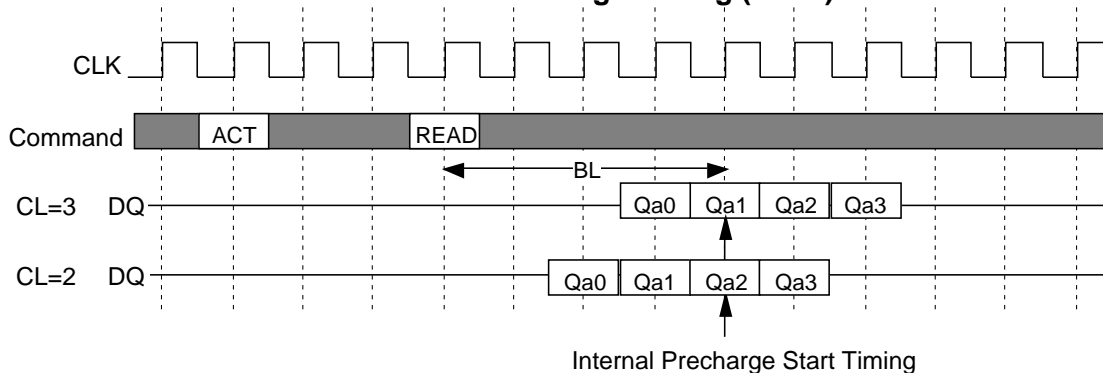 CLK
Command ACT READ
BL
CL=3 DQ Qa0 Qa1 Qa2 Qa3
CL=2 DQ Qa0 Qa1 Qa2 Qa3
Internal Precharge Start Timing